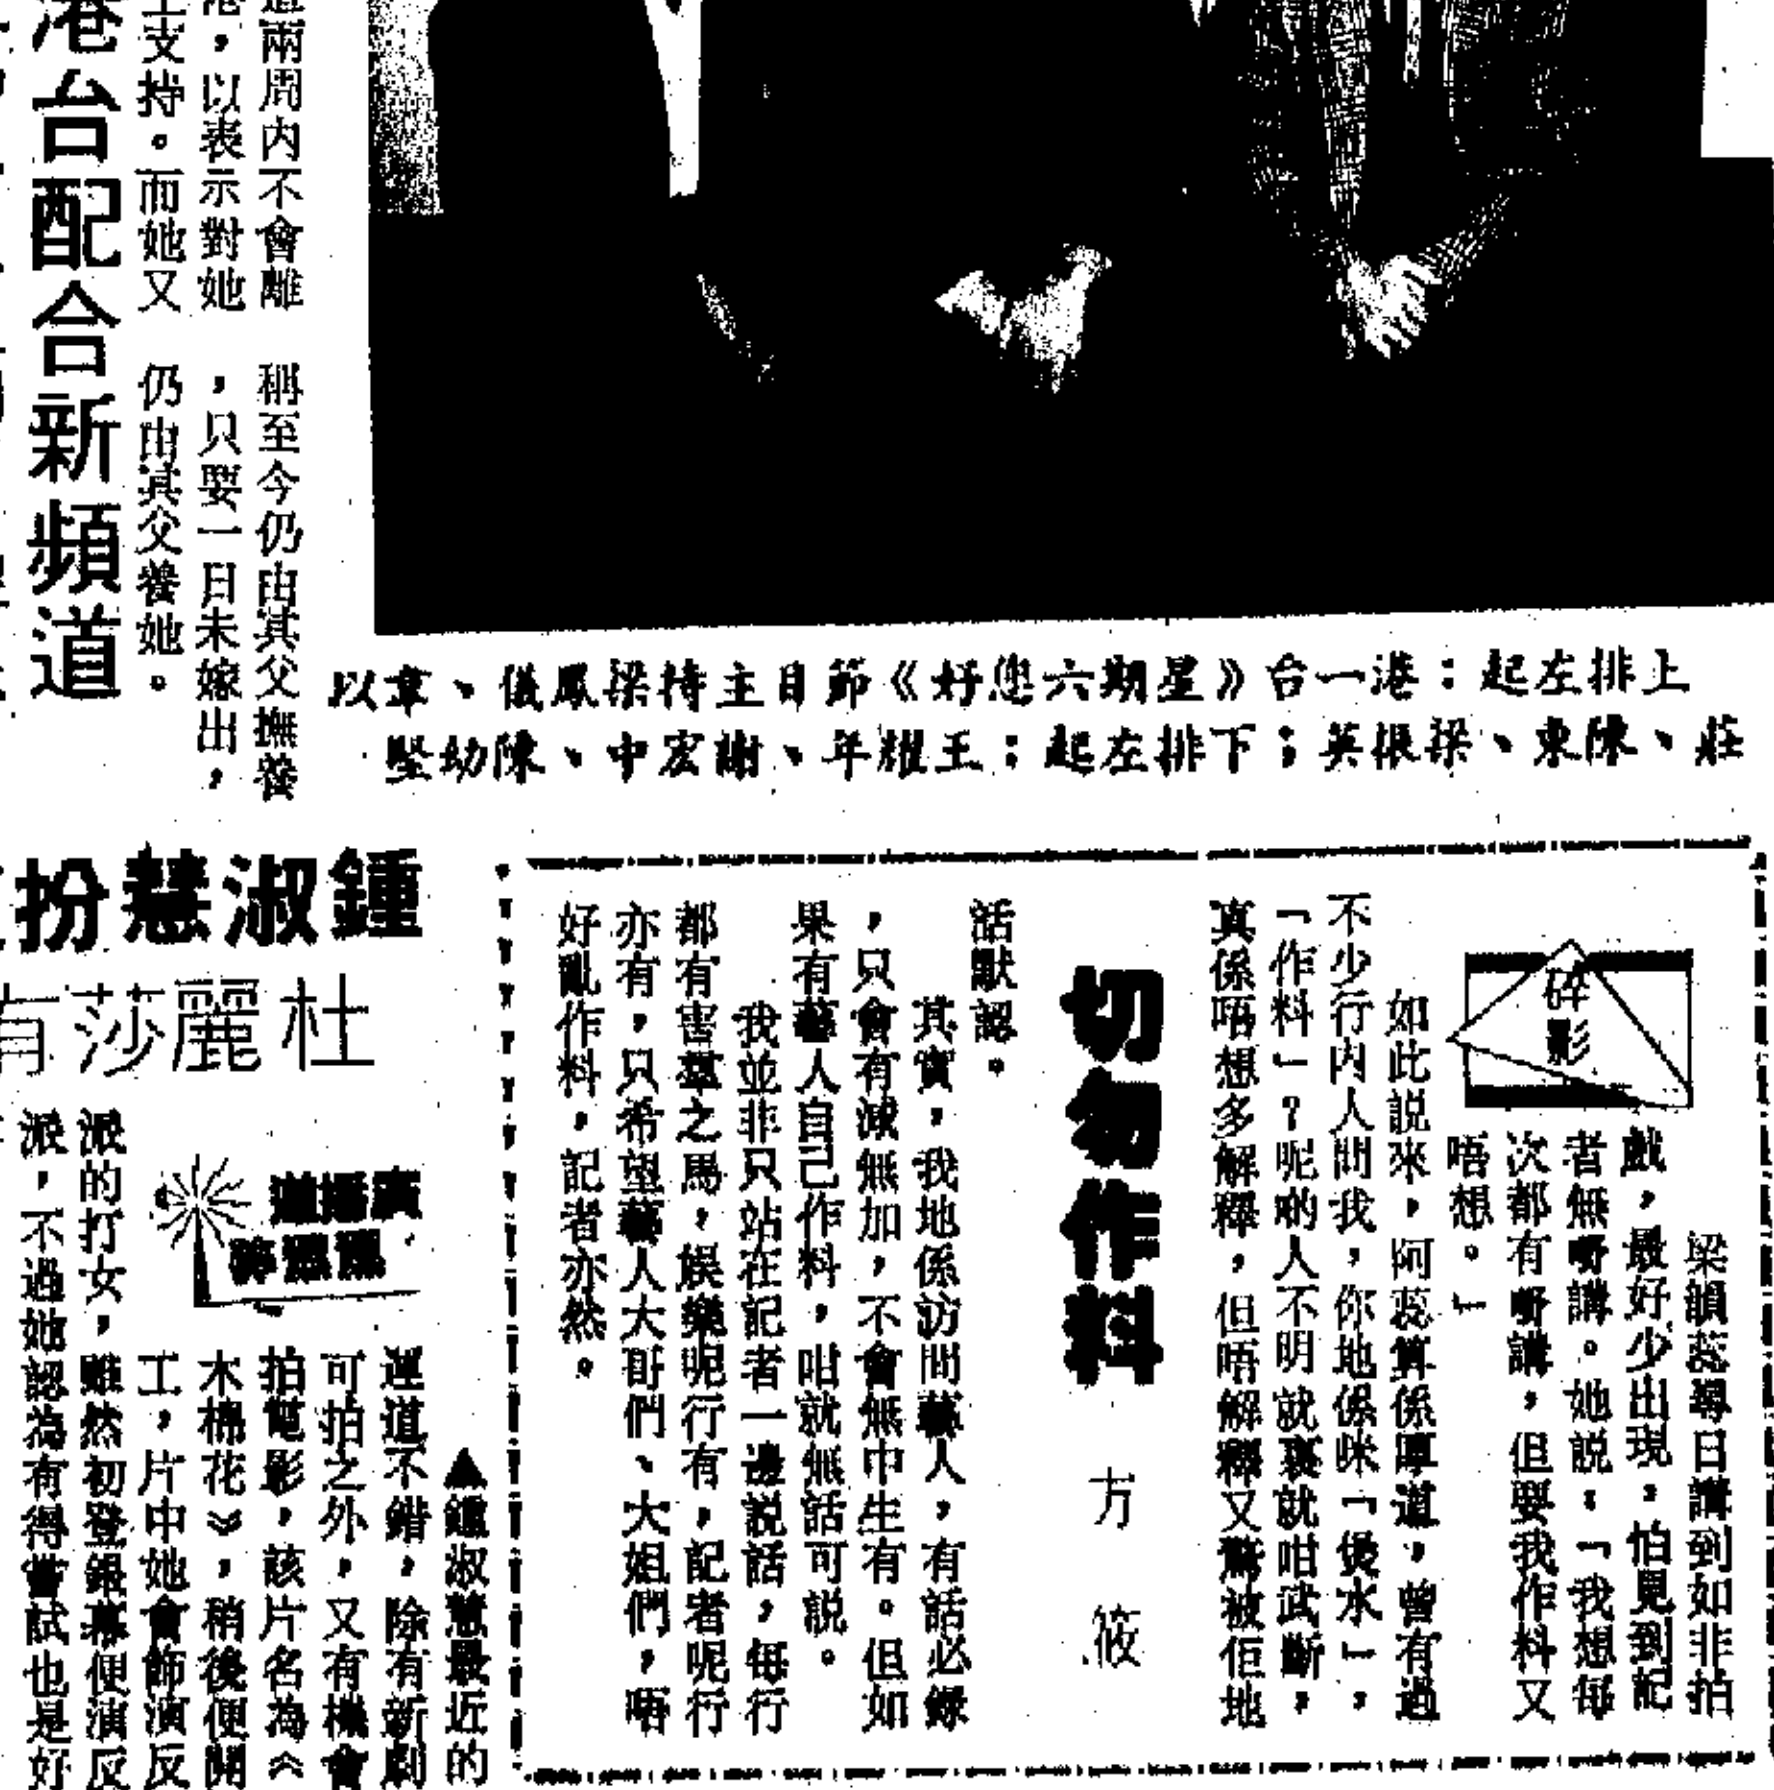 上排左起：港一台《星期六您好》節目主持梁鳳儀、韋以
莊、陳東、梁振英；下排左起：王耀年、謝宏中、陳幼堅
道兩周内不會離
港，以表示對她
支持。而她又
稱至今仍由其父撫養
，只要一日未嫁出，
仍由其父養她。
港台配合新頻道
碎影
切勿作料
方筱
梁韻蕊舉日講到如非拍
戲，最好少出現，怕見到記
者無嘢講。她説：「我想每
次都有嘢講，但要我作料又
唔想。」
如此説來，阿蕊算係厚道，曾有過
不少行内人問我，你地係咪「煲水」，
「作料」？呢啲人不明就裏就咁武斷，
真係唔想多解釋，但唔解釋又驚被佢地
話默認。
其實，我地係訪問藝人，有話必錄
，只會有減無加，不會無中生有。但如
果有藝人自己作料，咁就無話可説。
我並非只站在記者一邊説話，每行
都有害羣之馬，娛樂呢行有，記者呢行
亦有，只希望藝人大哥們、大姐們，唔
好亂作料，記者亦然。
鍾淑慧扮
杜麗莎有
▲鍾淑慧最近的
運道不錯，除有新劇
可拍之外，又有機會
拍電影，該片名為《
木棉花》，稍後便開
工，片中她會飾演反
派的打女，雖然初登銀幕便演反
派，不過她認為有得嘗試也是好